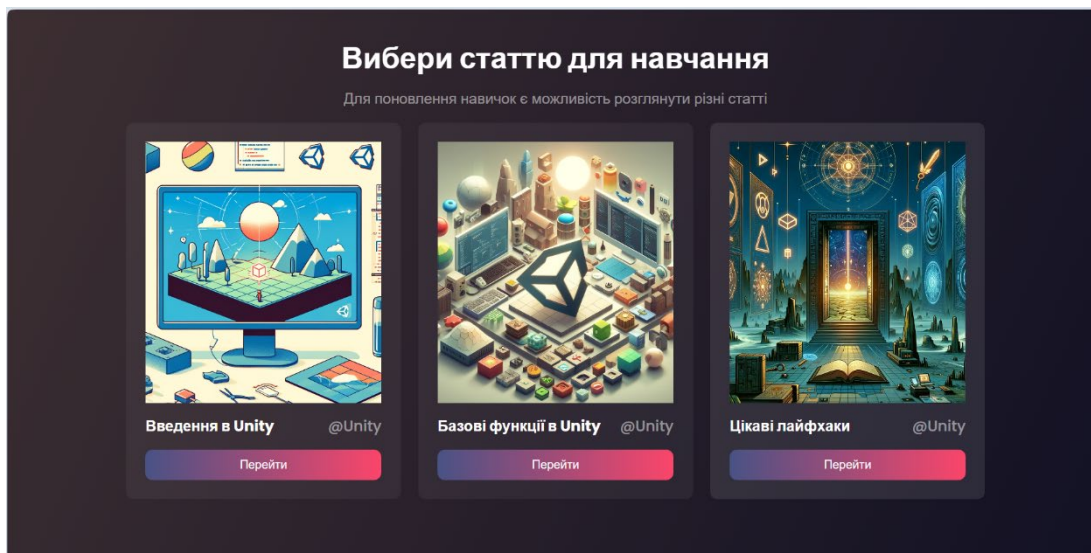 Вибери статтю для навчання
Для поновлення навичок є можливість розглянути різні статті
Введення в Unity @Unity
Базові функції в Unity @Unity
Цікаві лайфхаки @Unity
Перейти
Перейти
Перейти